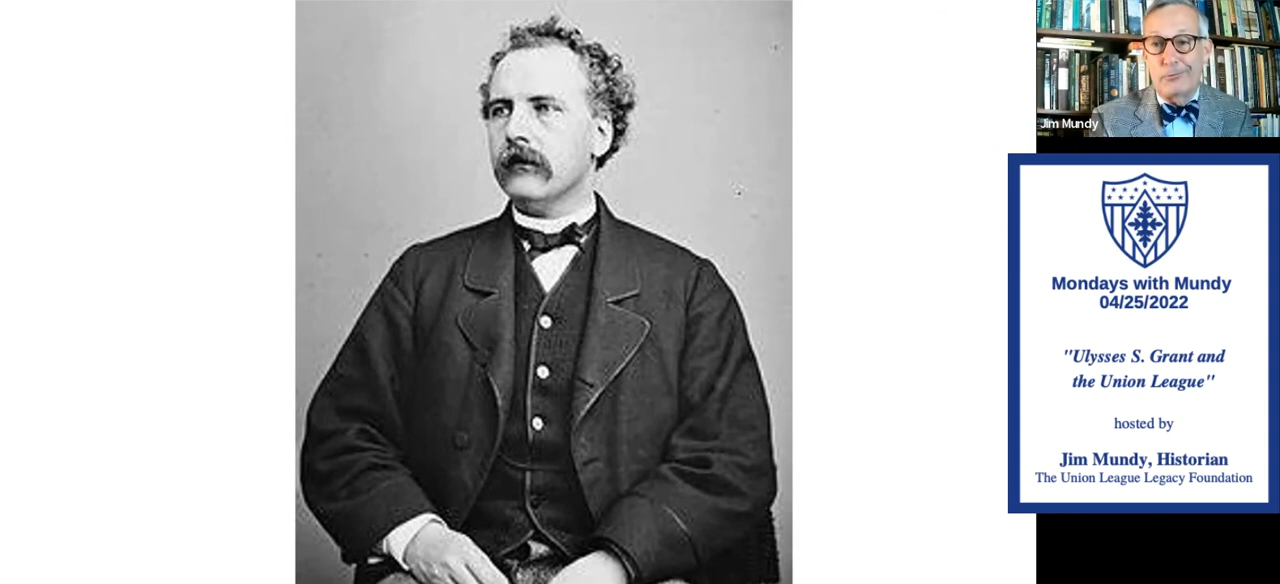 Jim Mundy
Mondays with Mundy
04/25/2022
"Ulysses S. Grant and
the Union League"
hosted by
Jim Mundy, Historian
The Union League Legacy Foundation